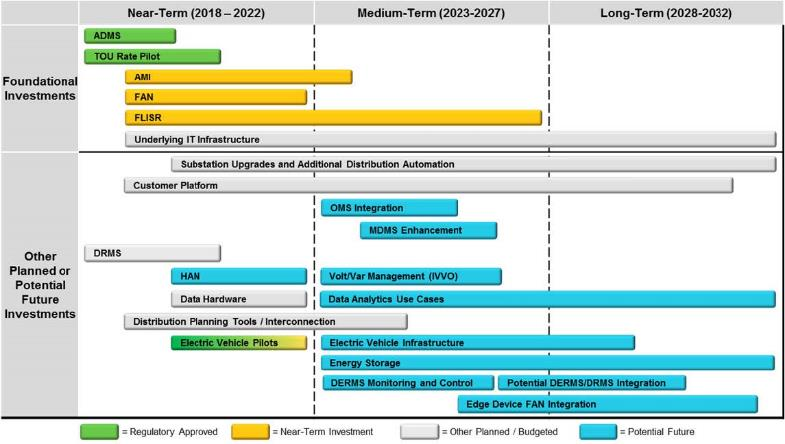 Near-Term (2018 – 2022)
Medium-Term (2023-2027)
Long-Term (2028-2032)
Foundational
Investments
ADMS
TOU Rate Pilot
AMI
FAN
FLISR
Underlying IT Infrastructure
Other
Planned or
Potential
Future
Investments
Substation Upgrades and Additional Distribution Automation
Customer Platform
OMS Integration
MDMS Enhancement
DRMS
HAN
Volt/Var Management (IVVO)
Data Hardware
Data Analytics Use Cases
Distribution Planning Tools / Interconnection
Electric Vehicle Pilots
Electric Vehicle Infrastructure
Energy Storage
DERMS Monitoring and Control
Potential DERMS/DRMS Integration
Edge Device FAN Integration
= Regulatory Approved
= Near-Term Investment
= Other Planned / Budgeted
= Potential Future